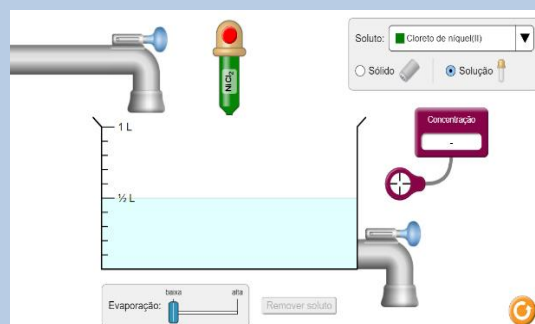 Soluto: Cloreto de níquel(II)
Sólido Solução
NiCl₂
Concentração
-
1 L
½ L
Evaporação: baixa alta
Remover soluto